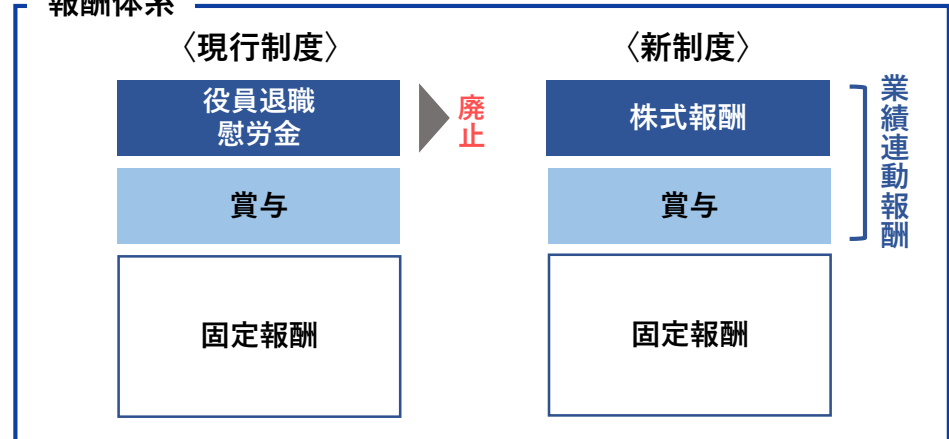 報酬体系
〈現行制度〉
役員退職
慰労金
賞与
固定報酬
廃止
〈新制度〉
株式報酬
賞与
固定報酬
業績連動報酬